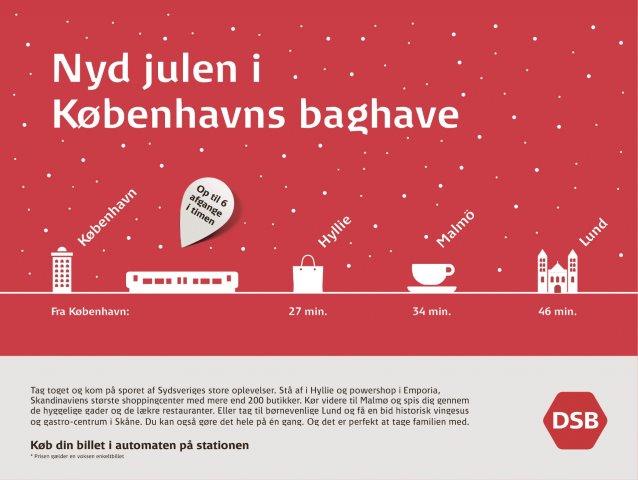 Nyd julen i
Københavns baghave
København
Op til 6
afgange
i timen
Hyllie
Malmö
Lund
Fra København:
27 min.
34 min.
46 min.
Tag toget og kom på sporet af Sydsveriges store oplevelser. Stå af i Hyllie og powershop i Emporia,
Skandinaviens største shoppingcenter med mere end 200 butikker. Kør videre til Malmø og spis dig gennem
de hyggelige gader og de lækre restauranter. Eller tag til børnevenlige Lund og få en bid historisk vingesus
og gastro-centrum i Skåne. Du kan også gøre det hele på én gang. Og det er perfekt at tage familien med.
Køb din billet i automaten på stationen
* Prisen gælder en voksen enkeltbillet
DSB